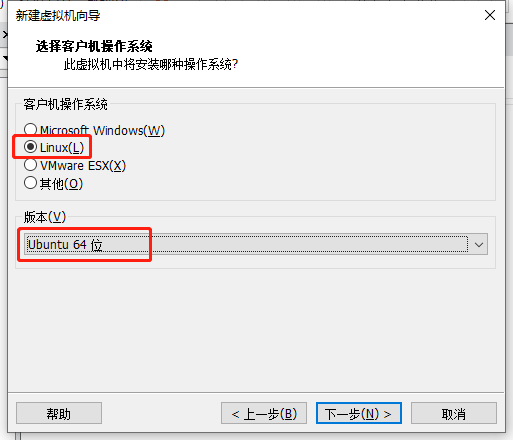 新建虚拟机向导
选择客户机操作系统
此虚拟机中将安装哪种操作系统?
客户机操作系统
Microsoft Windows(W)
Linux(L)
VMware ESX(X)
其他(O)
版本(V)
Ubuntu 64 位
帮助
< 上一步(B)
下一步(N) >
取消